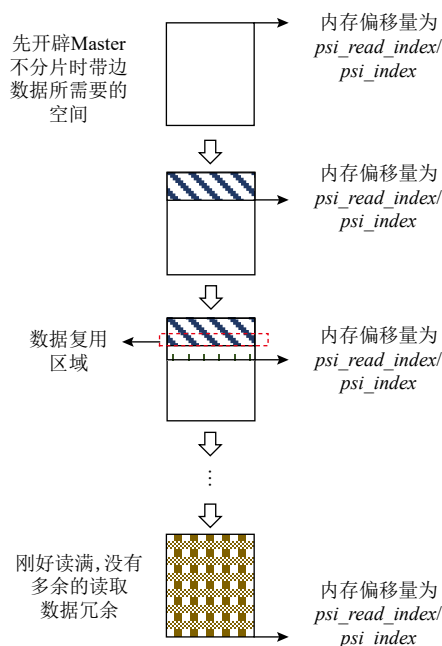 先开辟Master
不分片时带边
数据所需要的
空间
内存偏移量为
psi_read_index/
psi_index
内存偏移量为
psi_read_index/
psi_index
数据复用
区域
内存偏移量为
psi_read_index/
psi_index
⋮
刚好读满,没有
多余的读取
数据冗余
内存偏移量为
psi_read_index/
psi_index